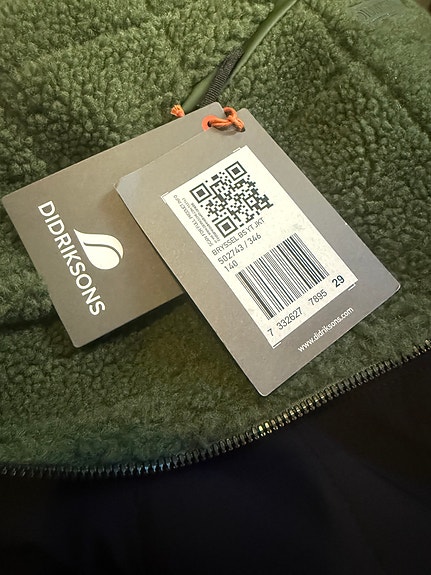 DIDRIKSONS
BRYSSEL BS YT JKT
502743 / 346
140
7 332627 7895 29
www.didriksons.com